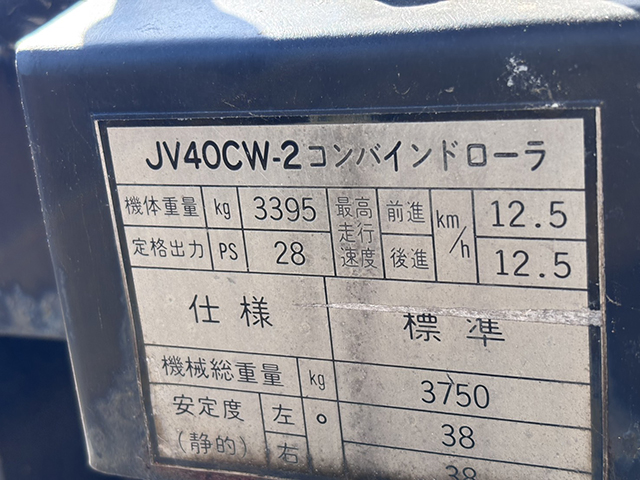 JV40CW-2コンバインドローラ
機体重量 kg 3395 最高走行速度 前進 km/h 12.5
定格出力 PS 28 後進 12.5
仕様 標準
機械総重量 kg 3750
安定度(静的) 左 ° 38
右 38